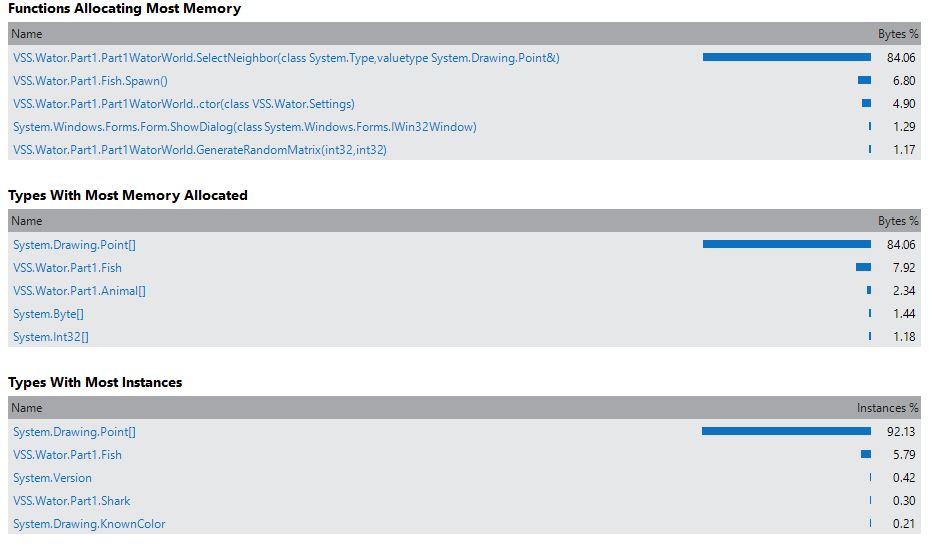 Functions Allocating Most Memory
Name Bytes %
VSS.Wator.Part1.Part1WatorWorld.SelectNeighbor(class System.Type,valuetype System.Drawing.Point&) 84.06
VSS.Wator.Part1.Fish.Spawn() 6.80
VSS.Wator.Part1.Part1WatorWorld..ctor(class VSS.Wator.Settings) 4.90
System.Windows.Forms.Form.ShowDialog(class System.Windows.Forms.IWin32Window) 1.29
VSS.Wator.Part1.Part1WatorWorld.GenerateRandomMatrix(int32,int32) 1.17
Types With Most Memory Allocated
Name Bytes %
System.Drawing.Point[] 84.06
VSS.Wator.Part1.Fish 7.92
VSS.Wator.Part1.Animal[] 2.34
System.Byte[] 1.44
System.Int32[] 1.18
Types With Most Instances
Name Instances %
System.Drawing.Point[] 92.13
VSS.Wator.Part1.Fish 5.79
System.Version 0.42
VSS.Wator.Part1.Shark 0.30
System.Drawing.KnownColor 0.21